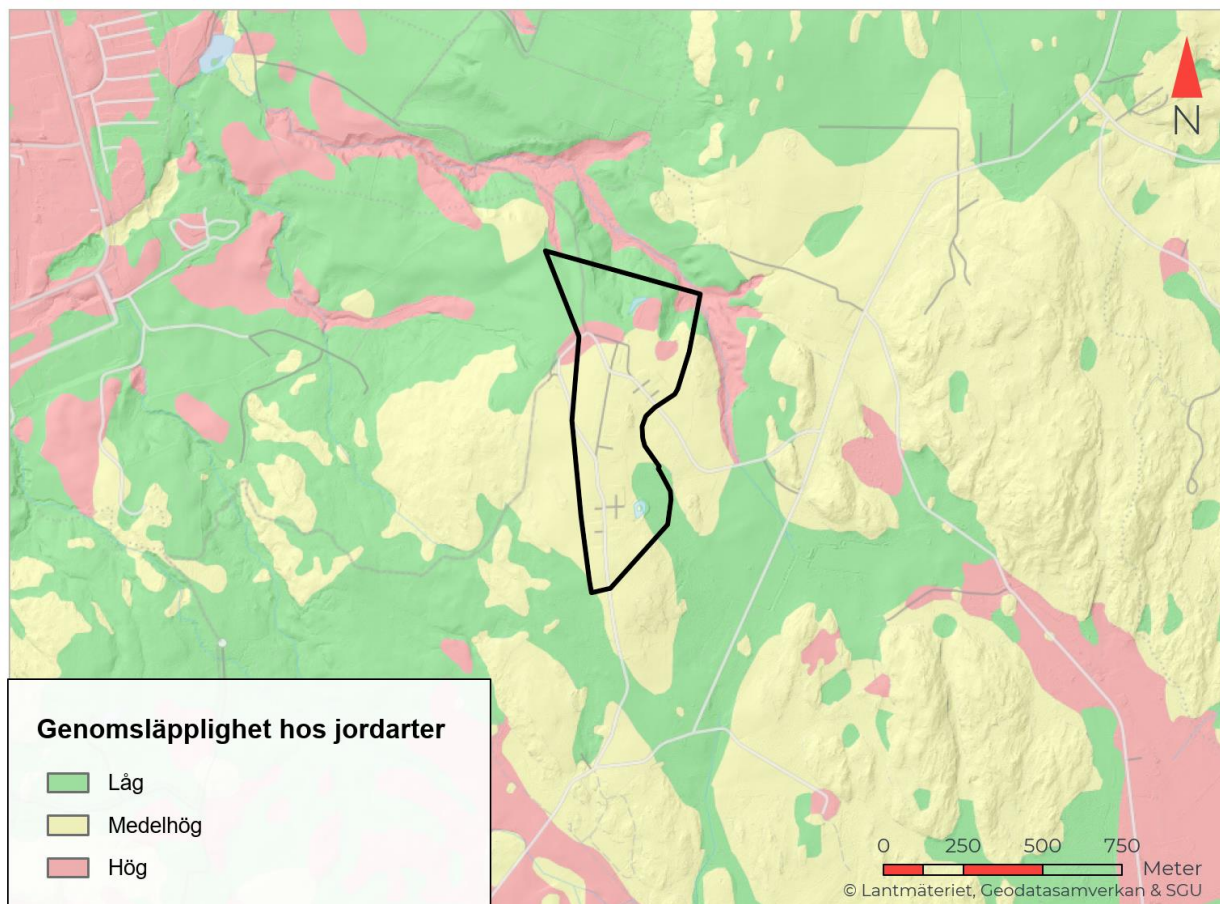 N
Genomsläpplighet hos jordarter
Låg
Medelhög
Hög
0 250 500 750
Meter
© Lantmäteriet, Geodatasamverkan & SGU